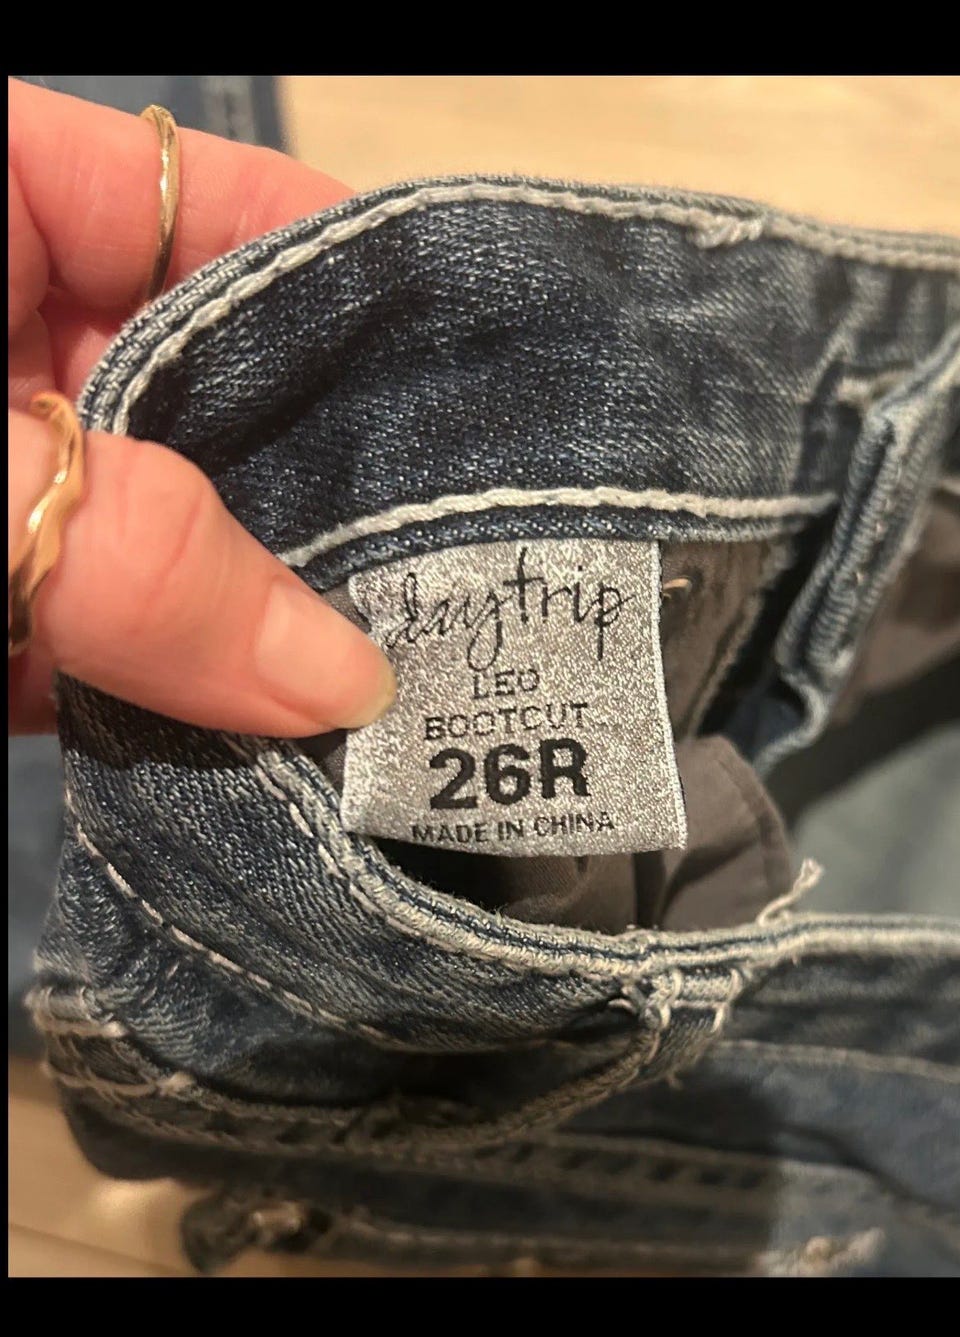 daytrip
LEO
BOOTCUT
26R
MADE IN CHINA